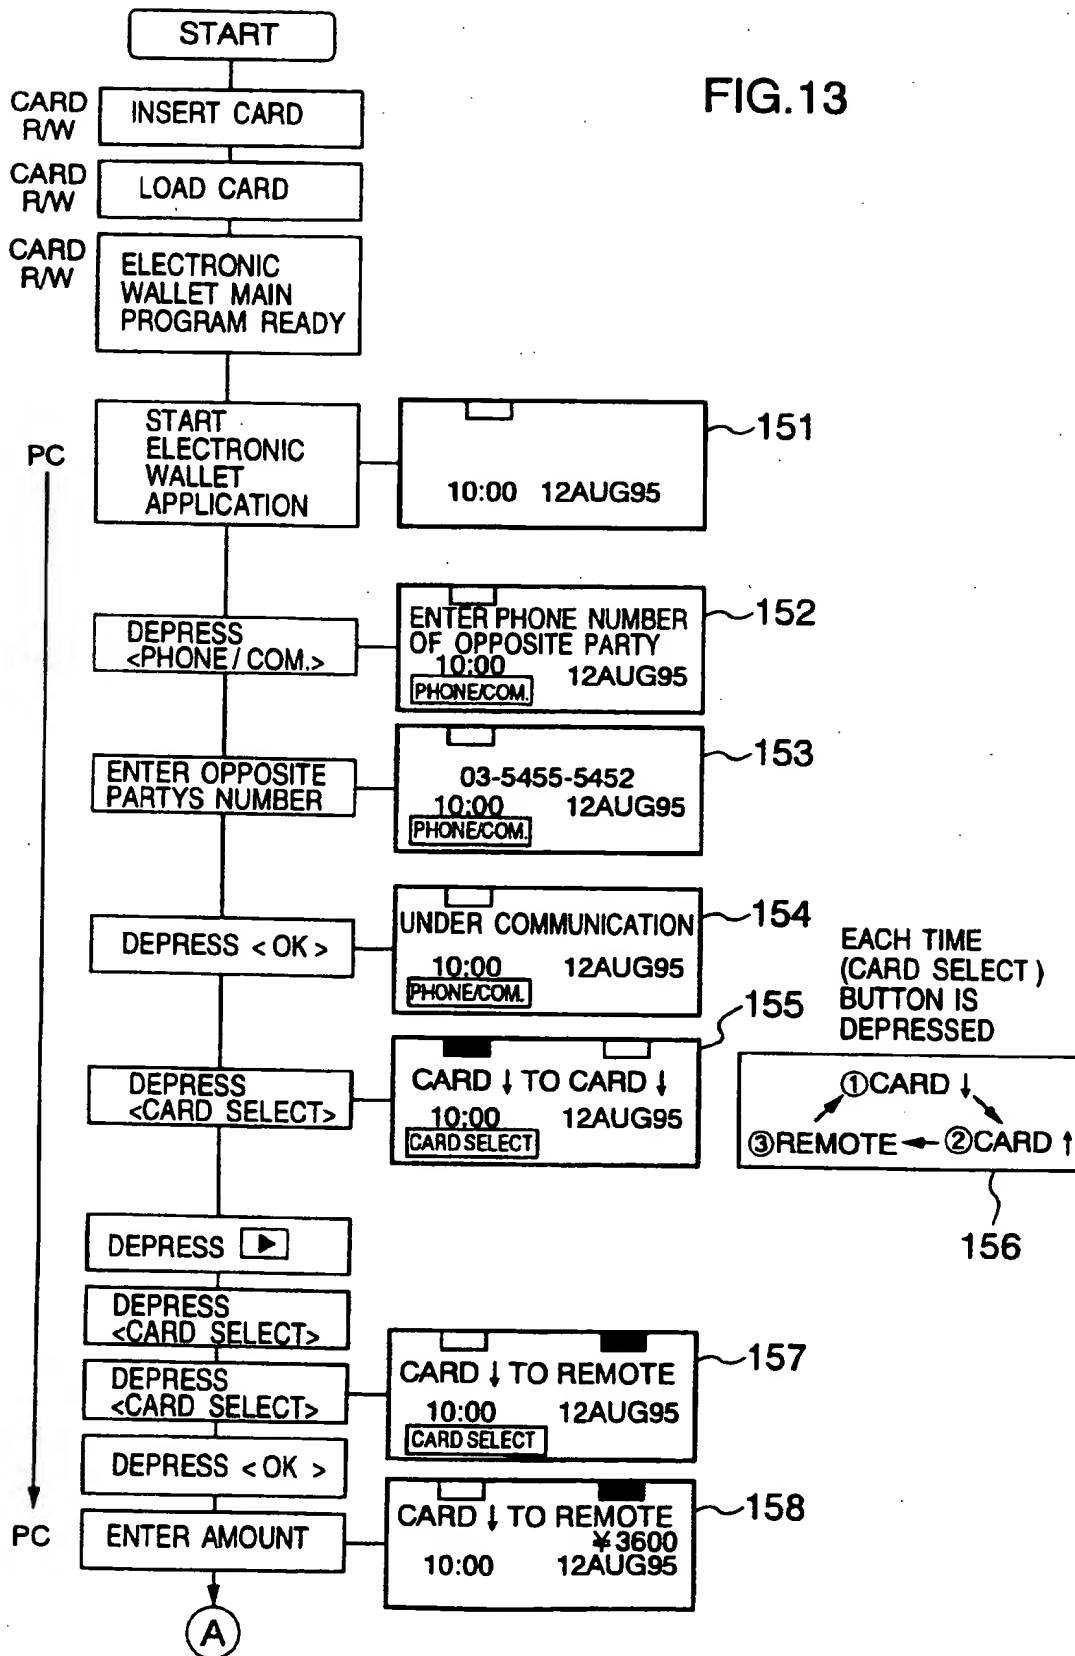 START
FIG.13
CARD
R/W
INSERT CARD
CARD
R/W
LOAD CARD
CARD
R/W
ELECTRONIC
WALLET MAIN
PROGRAM READY
PC
START
ELECTRONIC
WALLET
APPLICATION
10:00 12AUG95
151
DEPRESS
<PHONE/COM.>
ENTER PHONE NUMBER
OF OPPOSITE PARTY
10:00 12AUG95
PHONE/COM.
152
ENTER OPPOSITE
PARTYS NUMBER
03-5455-5452
10:00 12AUG95
PHONE/COM.
153
DEPRESS <OK>
UNDER COMMUNICATION
10:00 12AUG95
PHONE/COM.
154
DEPRESS
<CARD SELECT>
CARD ↓ TO CARD ↓
10:00 12AUG95
CARD SELECT
155
EACH TIME
(CARD SELECT)
BUTTON IS
DEPRESSED
①CARD ↓
③REMOTE ← ②CARD ↑
156
DEPRESS ▶
DEPRESS
<CARD SELECT>
DEPRESS
<CARD SELECT>
CARD ↓ TO REMOTE
10:00 12AUG95
CARD SELECT
157
DEPRESS <OK>
PC
ENTER AMOUNT
CARD ↓ TO REMOTE
¥3600
10:00 12AUG95
158
A